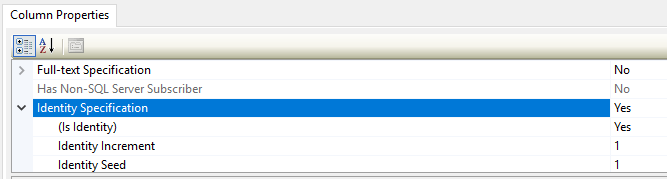 Column Properties
Full-text Specification No
Has Non-SQL Server Subscriber No
Identity Specification Yes
(Is Identity) Yes
Identity Increment 1
Identity Seed 1